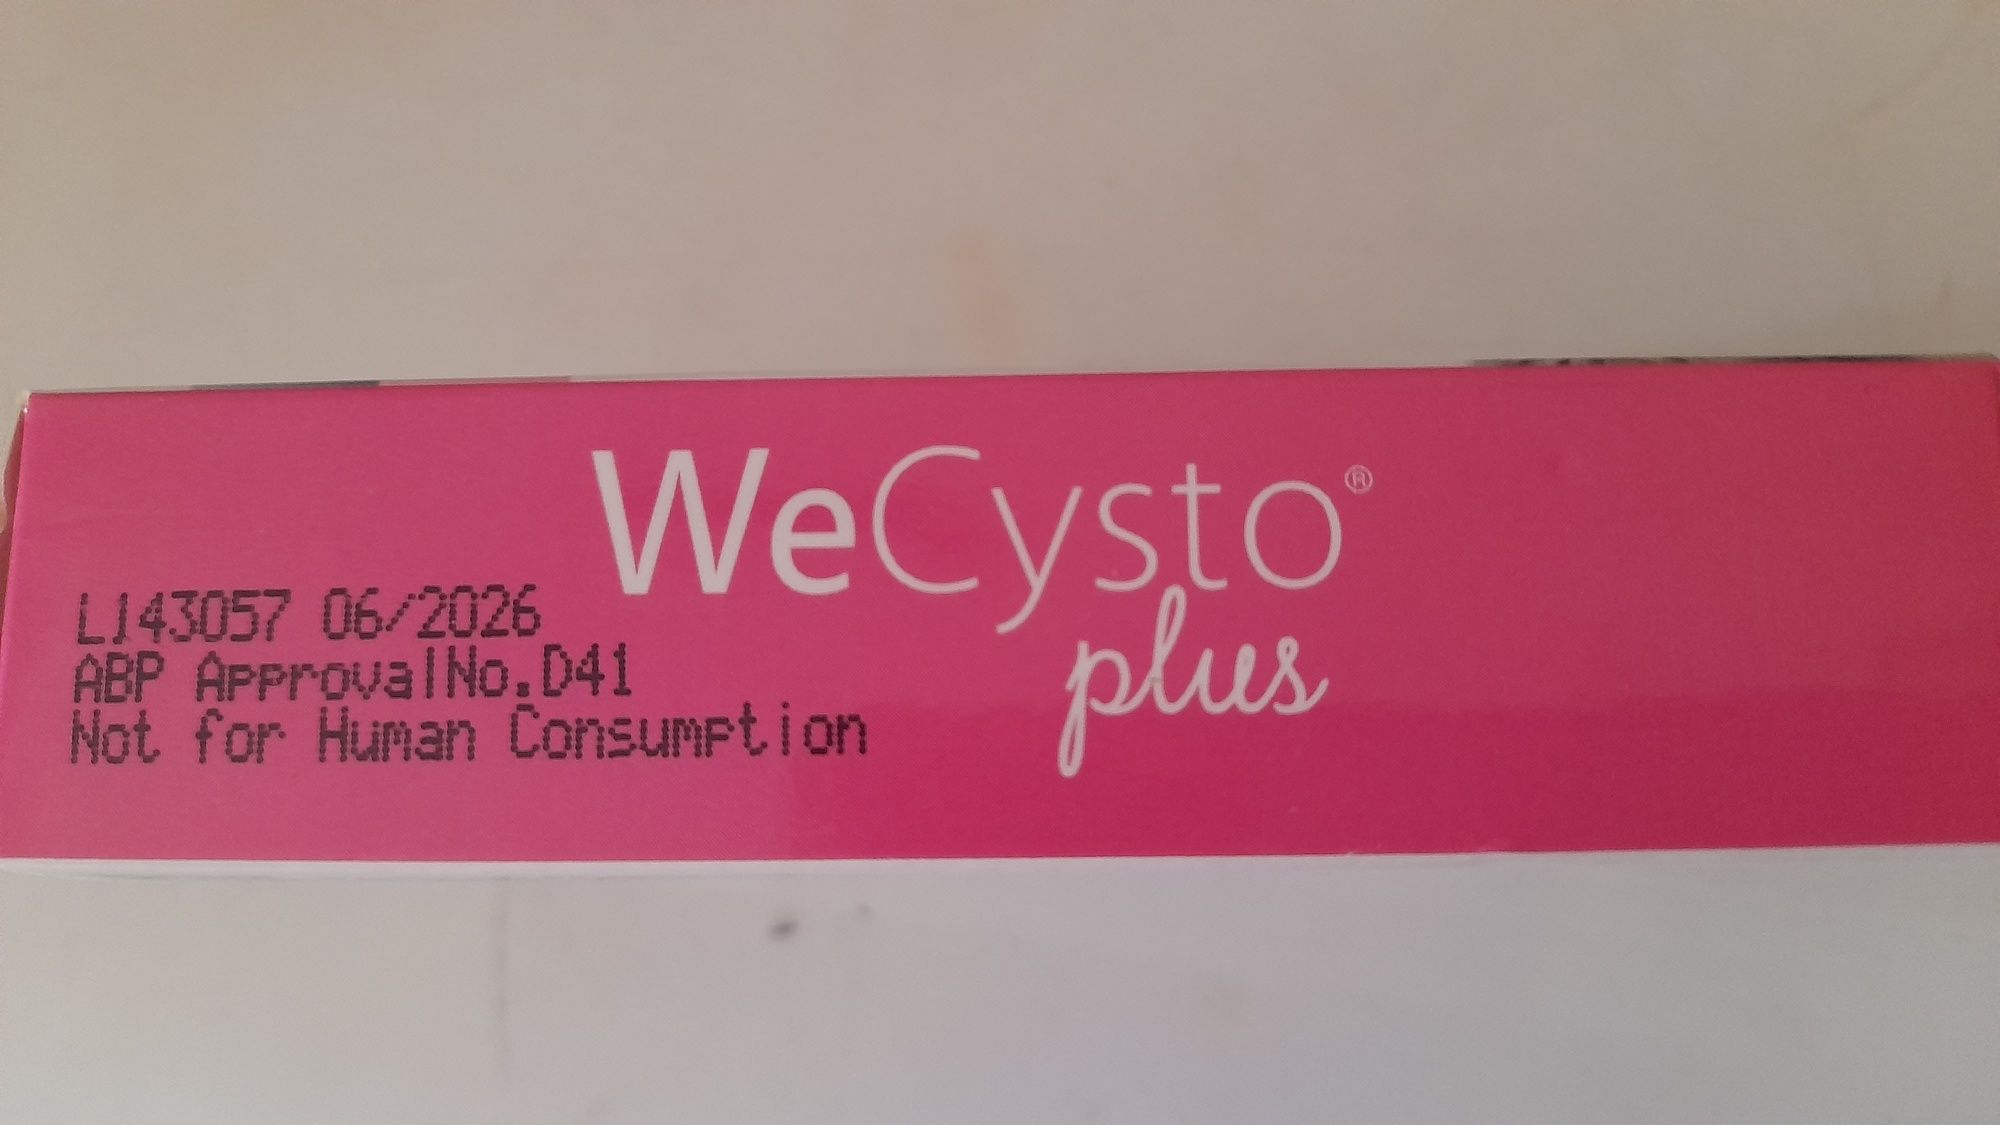 WeCysto®
plus
L143057 06/2026
ABP ApprovalNo.D41
Not for Human Consumption